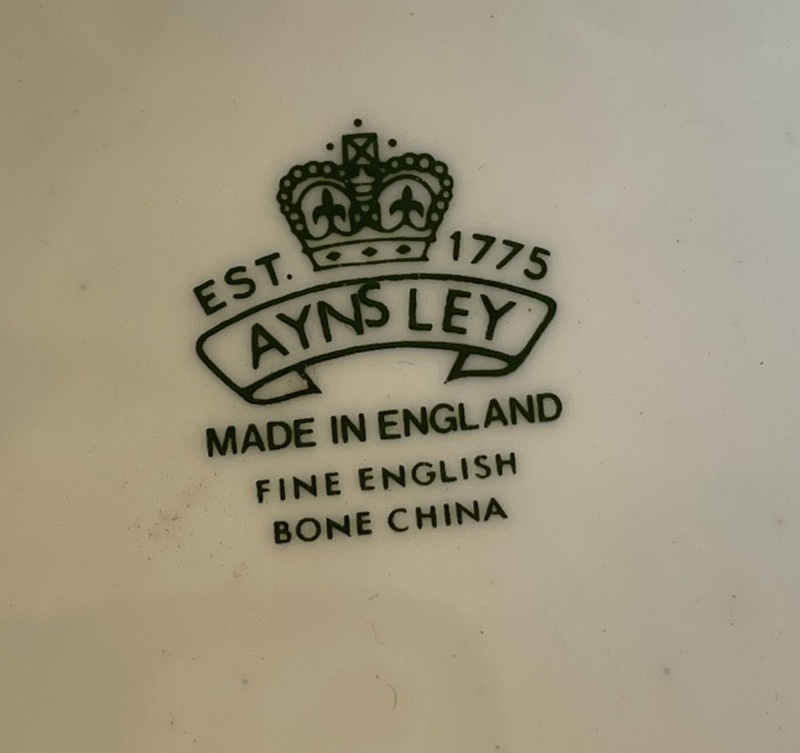 EST. 1775
AYNSLEY
MADE IN ENGLAND
FINE ENGLISH
BONE CHINA